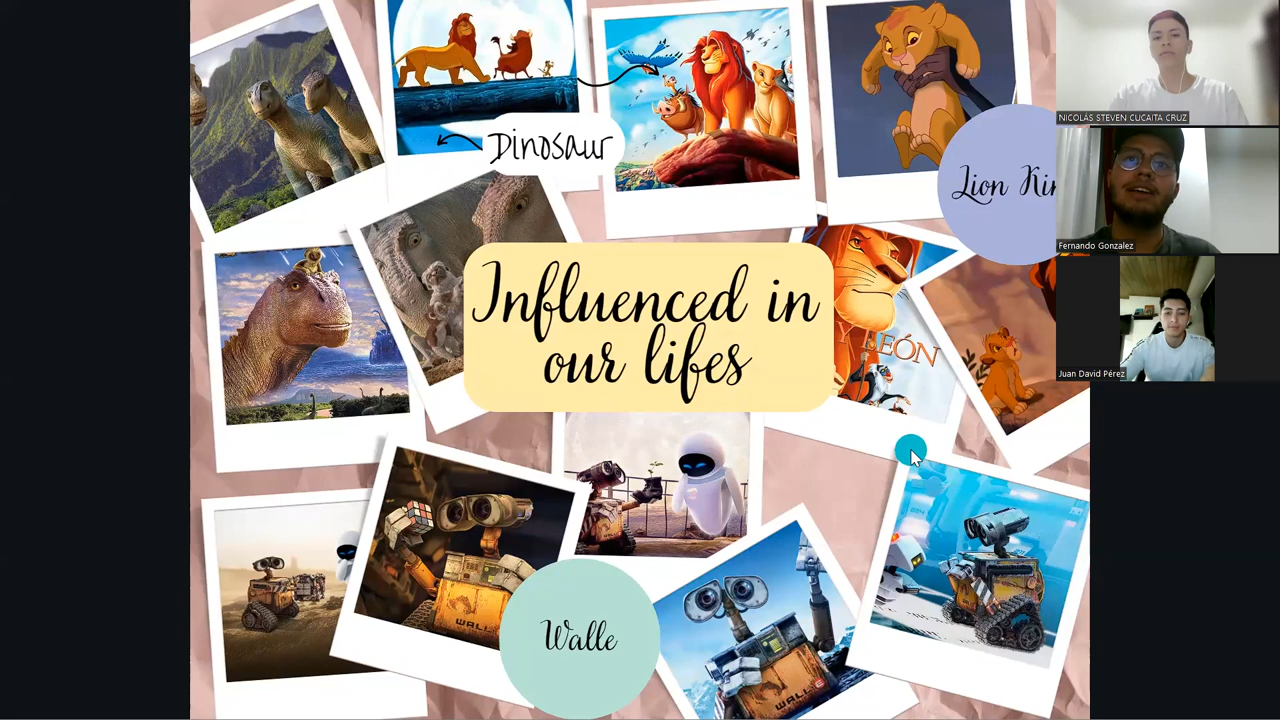 Dinosaur
Lion Kin
Influenced in
our lifes
LEÓN
Walle
WALL
WALL·E
NICOLÁS STEVEN CUCAITA CRUZ
Fernando Gonzalez
Juan David Pérez